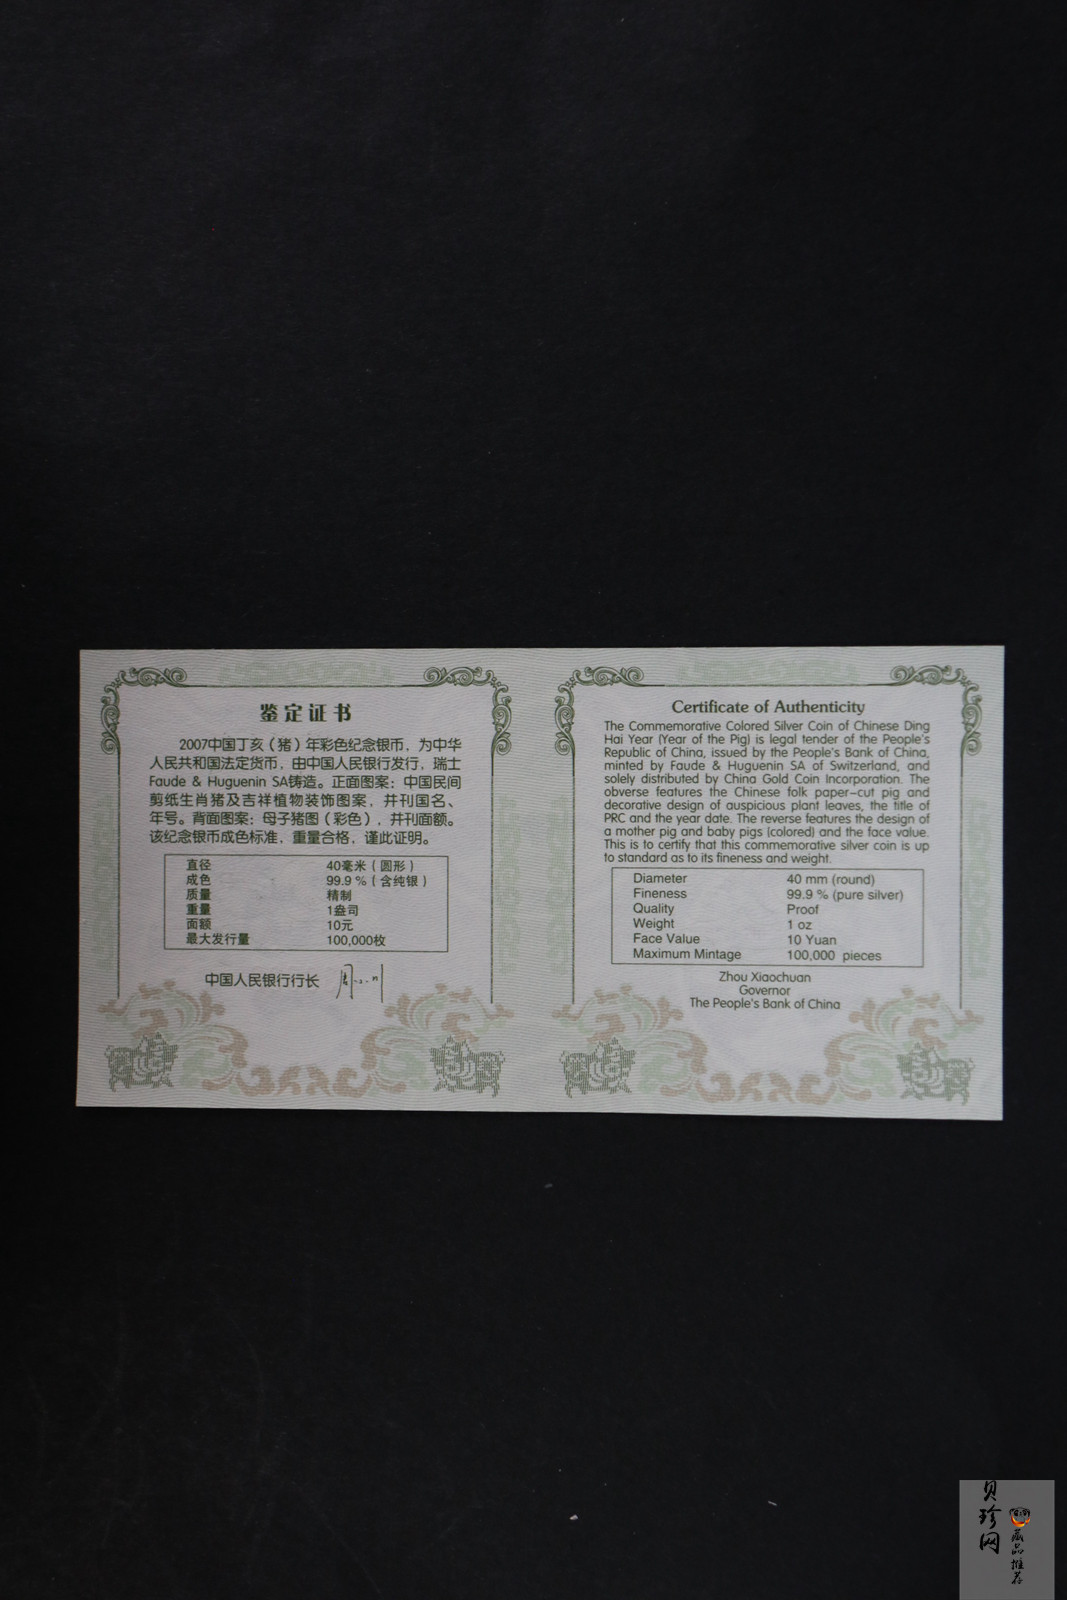 鉴定证书
2007中国丁亥（猪）年彩色纪念银币，为中华
人民共和国法定货币，由中国人民银行发行，瑞士
Faude & Huguenin SA铸造。正面图案：中国民间
剪纸生肖猪及吉祥植物装饰图案，并刊国名、
年号。背面图案：母子猪图（彩色），并刊面额。
该纪念银币成色标准，重量合格，谨此证明。
直径 40毫米（圆形）
成色 99.9 %（含纯银）
质量 精制
重量 1盎司
面额 10元
最大发行量 100,000枚
中国人民银行行长
Certificate of Authenticity
The Commemorative Colored Silver Coin of Chinese Ding
Hai Year (Year of the Pig) is legal tender of the People's
Republic of China, issued by the People's Bank of China,
minted by Faude & Huguenin SA of Switzerland, and
solely distributed by China Gold Coin Incorporation. The
obverse features the Chinese folk paper-cut pig and
decorative design of auspicious plant leaves, the title of
PRC and the year date. The reverse features the design of
a mother pig and baby pigs (colored) and the face value.
This is to certify that this commemorative silver coin is up
to standard as to its fineness and weight.
Diameter 40 mm (round)
Fineness 99.9 % (pure silver)
Quality Proof
Weight 1 oz
Face Value 10 Yuan
Maximum Mintage 100,000 pieces
Zhou Xiaochuan
Governor
The People's Bank of China
贝珍网
藏品推荐